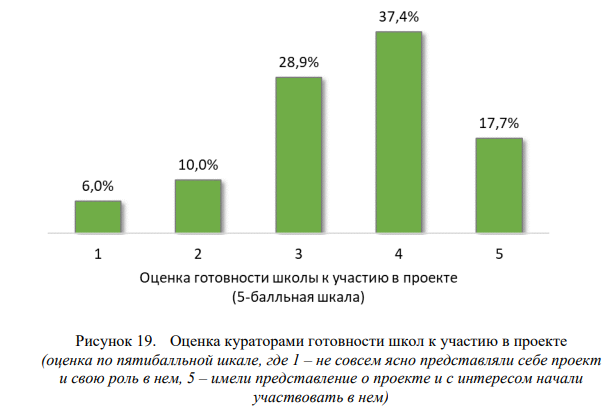 37,4%
28,9%
17,7%
10,0%
6,0%
1 2 3 4 5
Оценка готовности школы к участию в проекте
(5-балльная шкала)
Рисунок 19. Оценка кураторами готовности школ к участию в проекте
(оценка по пятибалльной шкале, где 1 – не совсем ясно представляли себе проект
и свою роль в нем, 5 – имели представление о проекте и с интересом начали
участвовать в нем)